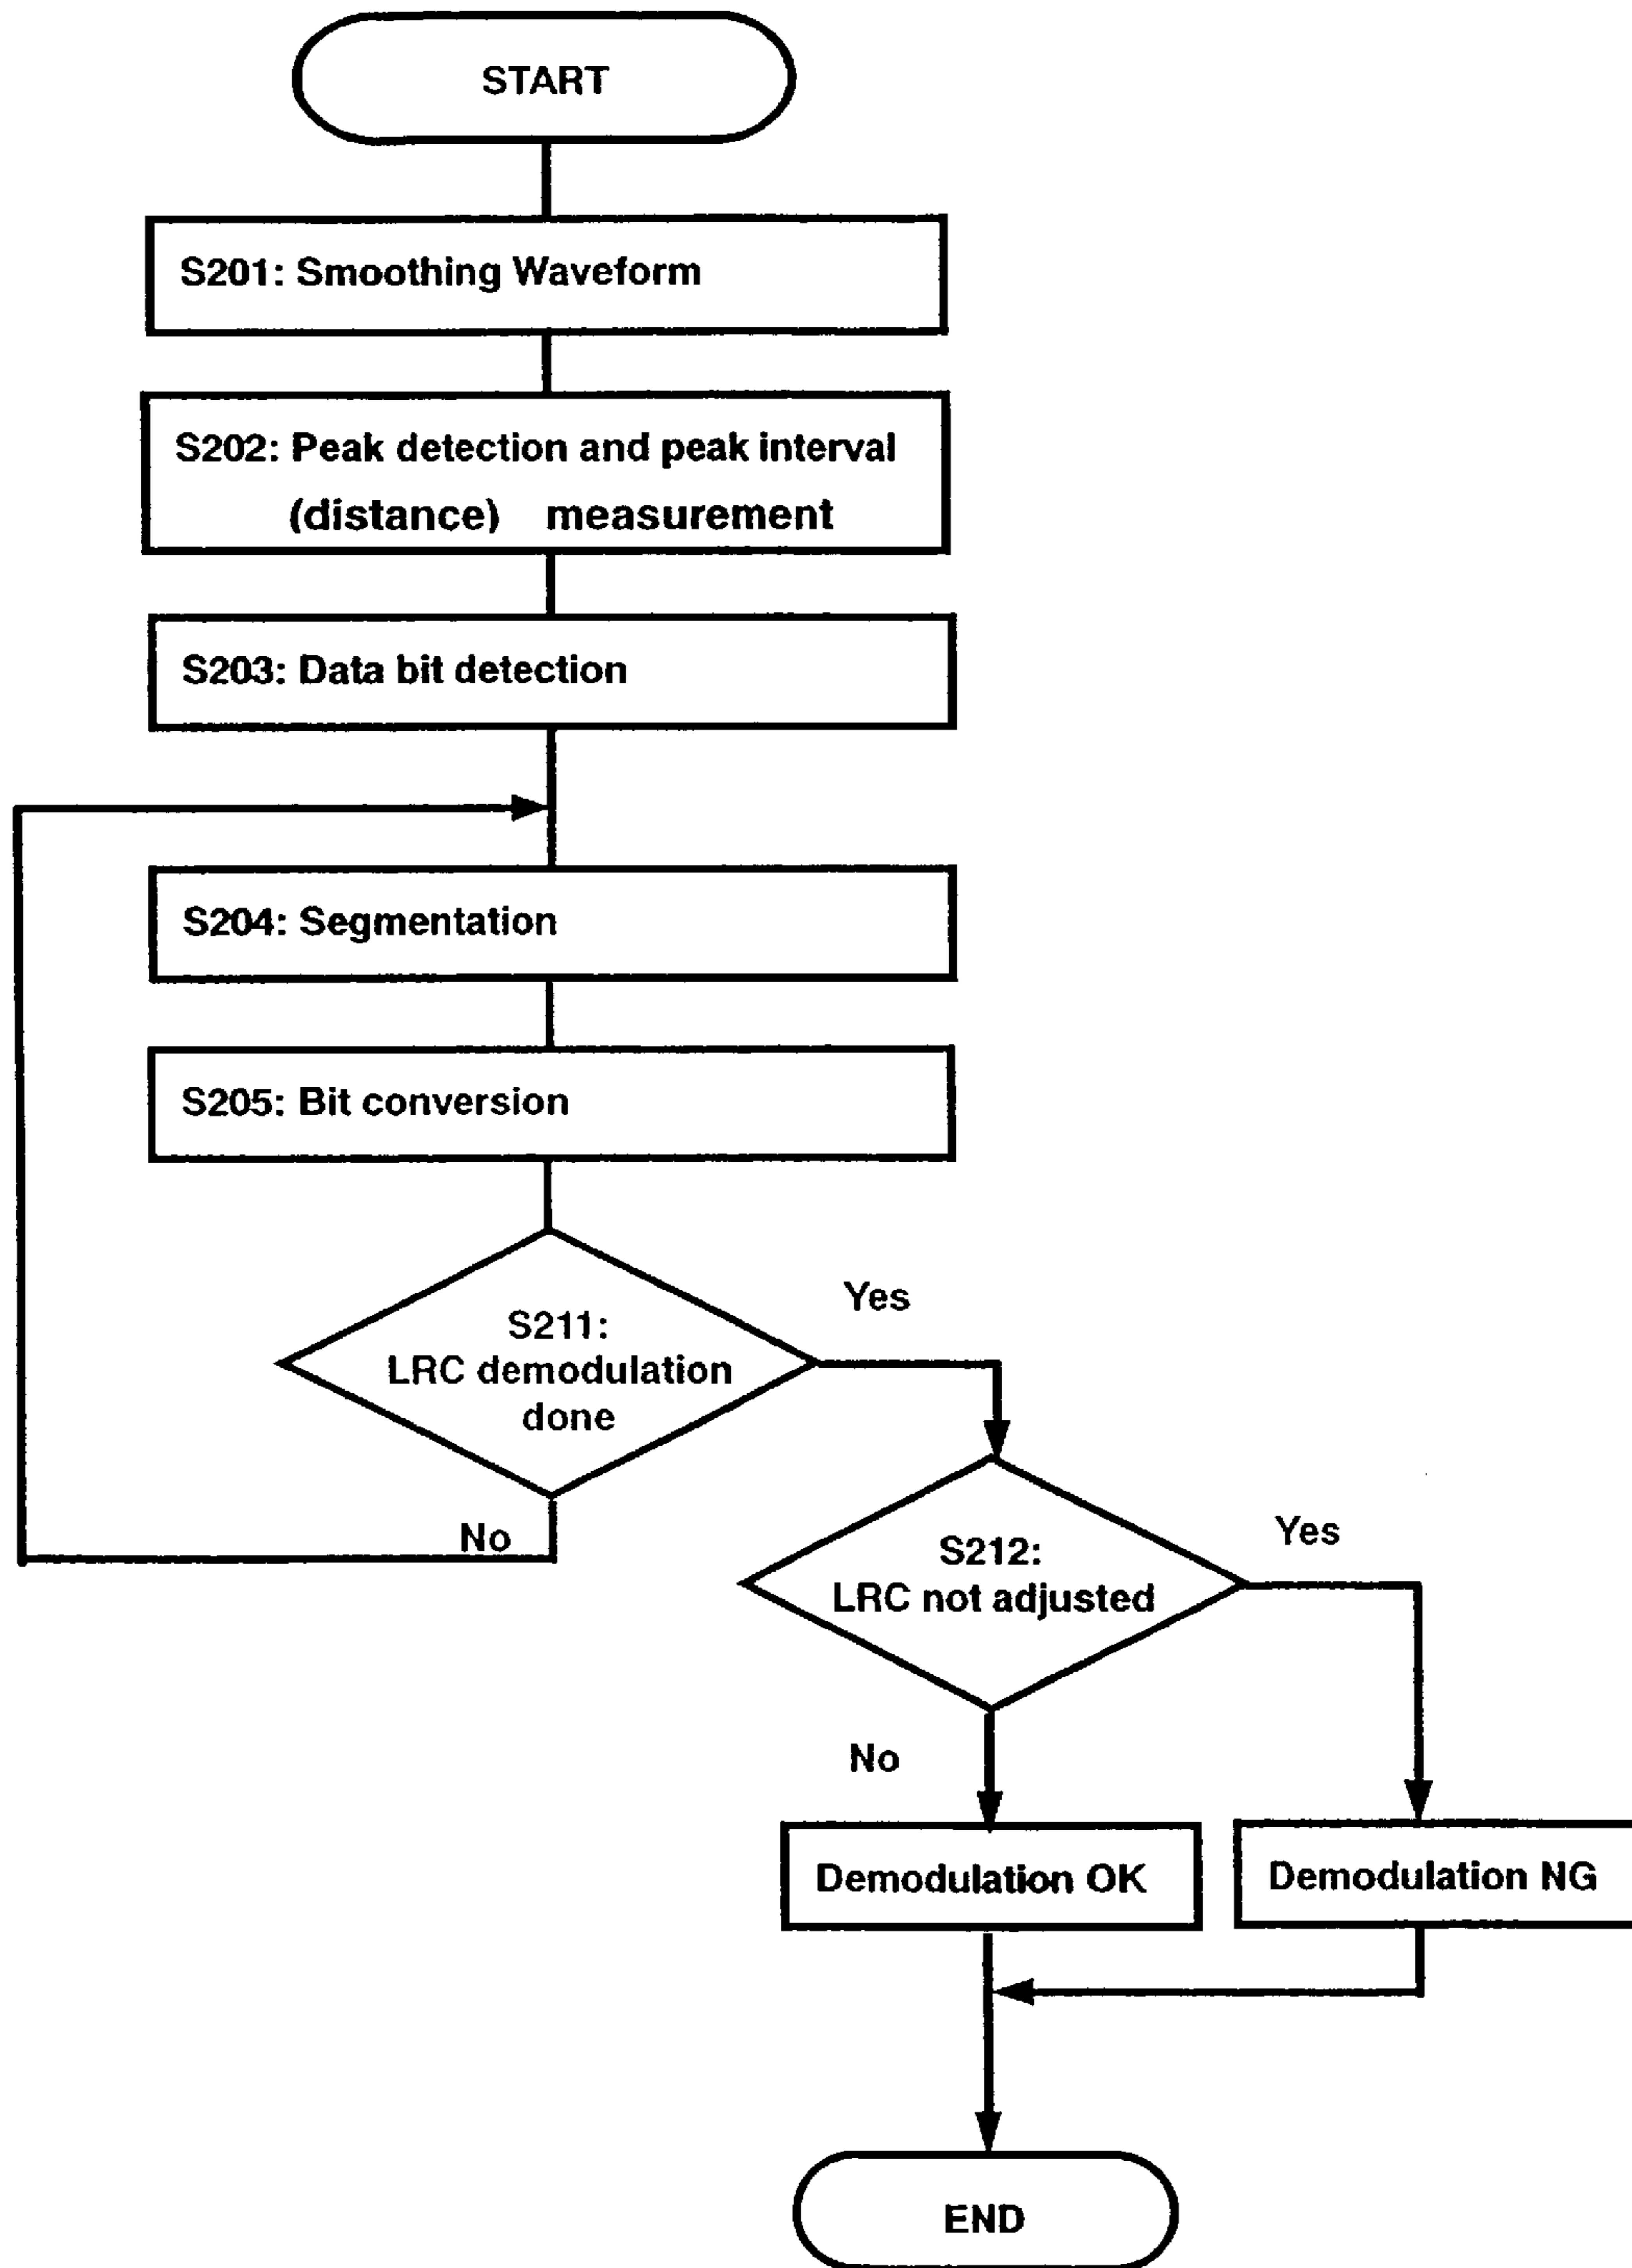 START
S201: Smoothing Waveform
S202: Peak detection and peak interval
(distance) measurement
S203: Data bit detection
S204: Segmentation
S205: Bit conversion
S211:
LRC demodulation
done
Yes
No
S212:
LRC not adjusted
Yes
No
Demodulation OK
Demodulation NG
END